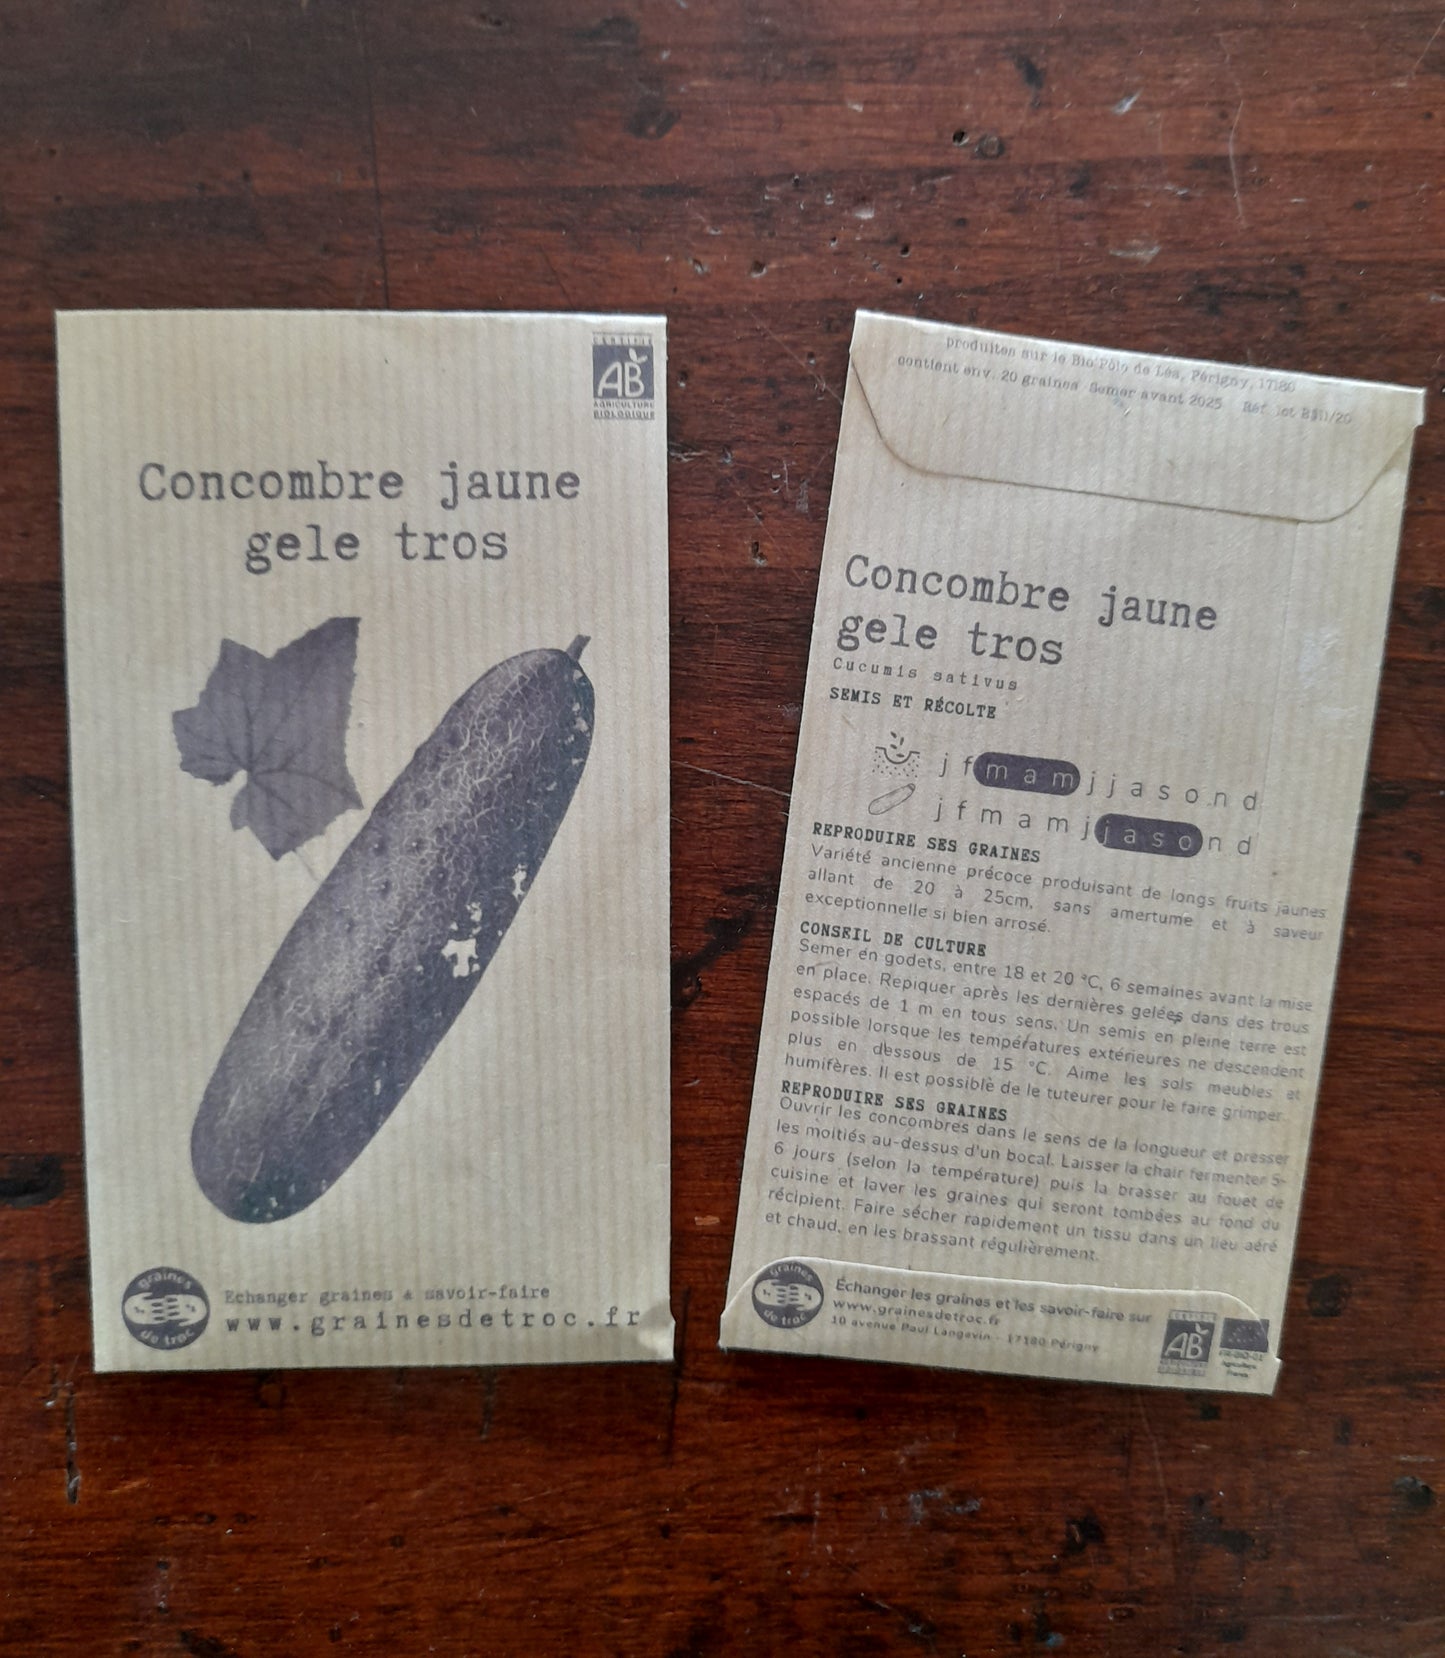 CERTIFIÉ
AB
AGRICULTURE
BIOLOGIQUE
Concombre jaune
gele tros
graines
de troc
Echanger graines & savoir-faire
www.grainesdetroc.fr
produites sur le Bio'Pôle de Léa, Périgny, 17180
contient env. 20 graines Semer avant 2025 Réf lot
Concombre jaune
gele tros
Cucumis sativus
SEMIS ET RÉCOLTE
j f m a m j j a s o n d
j f m a m j j a s o n d
REPRODUIRE SES GRAINES
Variété ancienne précoce produisant de longs fruits jaunes
allant de 20 à 25cm, sans amertume et à saveur
exceptionnelle si bien arrosé.
CONSEIL DE CULTURE
Semer en godets, entre 18 et 20 °C, 6 semaines avant la mise
en place. Repiquer après les dernières gelées dans des trous
espacés de 1 m en tous sens. Un semis en pleine terre est
possible lorsque les températures extérieures ne descendent
plus en dessous de 15 °C. Aime les sols meubles et
humifères. Il est possible de le tuteurer pour le faire grimper.
REPRODUIRE SES GRAINES
Ouvrir les concombres dans le sens de la longueur et presser
les moitiés au-dessus d'un bocal. Laisser la chair fermenter 5-
6 jours (selon la température) puis la brasser au fouet de
cuisine et laver les graines qui seront tombées au fond du
récipient. Faire sécher rapidement un tissu dans un lieu aéré
et chaud, en les brassant régulièrement.
graines
de troc
Échanger les graines et les savoir-faire sur
www.grainesdetroc.fr
10 avenue Paul Langevin - 17180 Périgny
AB
FR-BIO-01
Agriculture
France